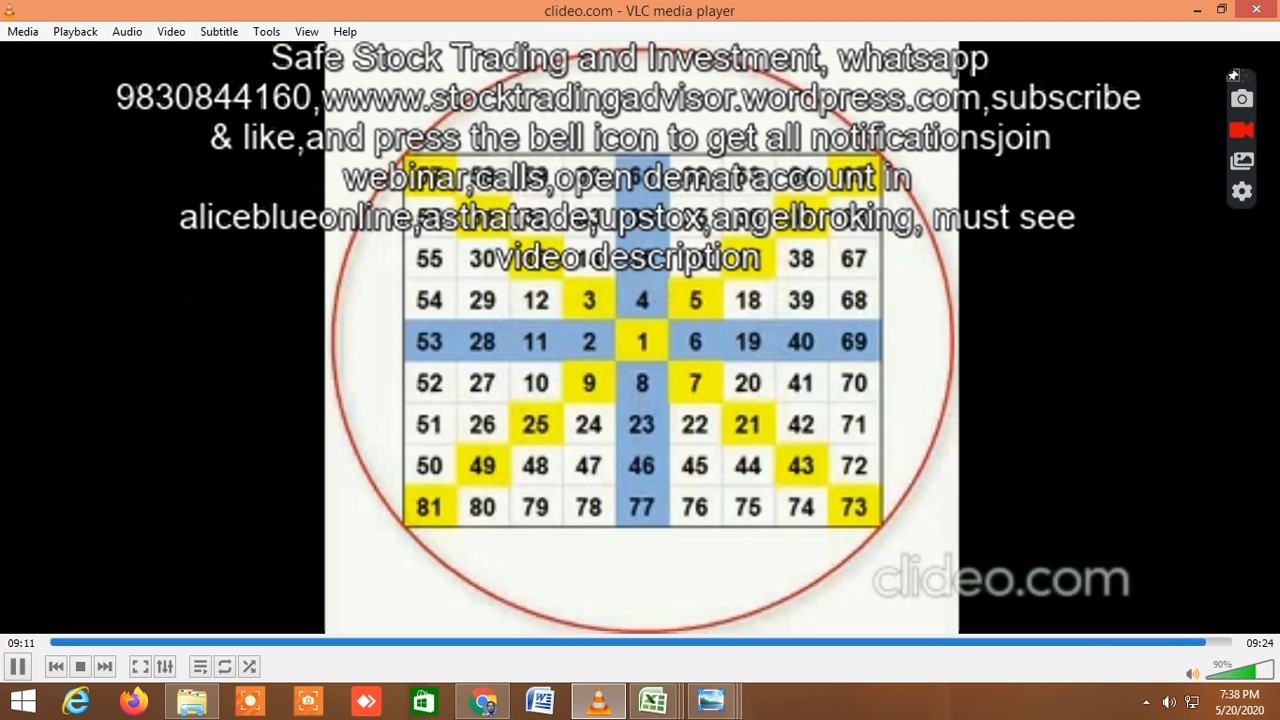 clideo.com - VLC media player
Media Playback Audio Video Subtitle Tools View Help
Safe Stock Trading and Investment, whatsapp
9830844160,wwww.stocktradingadvisor.wordpress.com,subscribe
& like,and press the bell icon to get all notificationsjoin
webinar,calls,open demat account in
aliceblueonline,asthatrade,upstox,angelbroking, must see
video description
55 30 38 67
54 29 12 3 4 5 18 39 68
53 28 11 2 1 6 19 40 69
52 27 10 9 8 7 20 41 70
51 26 25 24 23 22 21 42 71
50 49 48 47 46 45 44 43 72
81 80 79 78 77 76 75 74 73
clideo.com
09:11 09:24
90%
7:38 PM
5/20/2020